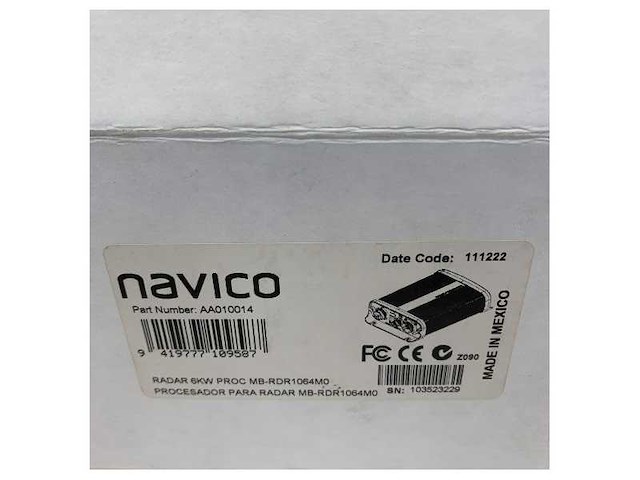 Date Code: 111222
navico
Part Number: AA010014
9 419777 109587
FC CE Z090
MADE IN MEXICO
RADAR 6KW PROC MB-RDR1064M0
PROCESADOR PARA RADAR MB-RDR1064M0
SN: 103523229